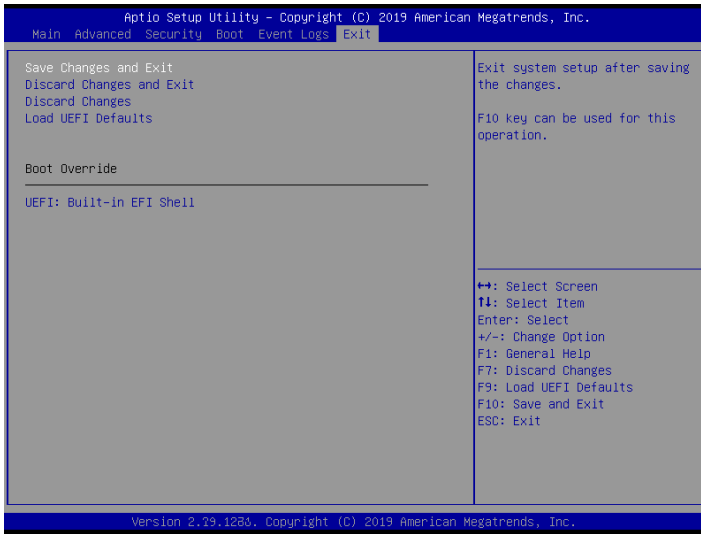 Aptio Setup Utility – Copyright (C) 2019 American Megatrends, Inc.
Main Advanced Security Boot Event Logs Exit
Save Changes and Exit
Discard Changes and Exit
Discard Changes
Load UEFI Defaults
Boot Override
UEFI: Built-in EFI Shell
Exit system setup after saving
the changes.
F10 key can be used for this
operation.
↔: Select Screen
↑↓: Select Item
Enter: Select
+/-: Change Option
F1: General Help
F7: Discard Changes
F9: Load UEFI Defaults
F10: Save and Exit
ESC: Exit
Version Copyright (C) 2019 American Megatrends, Inc.